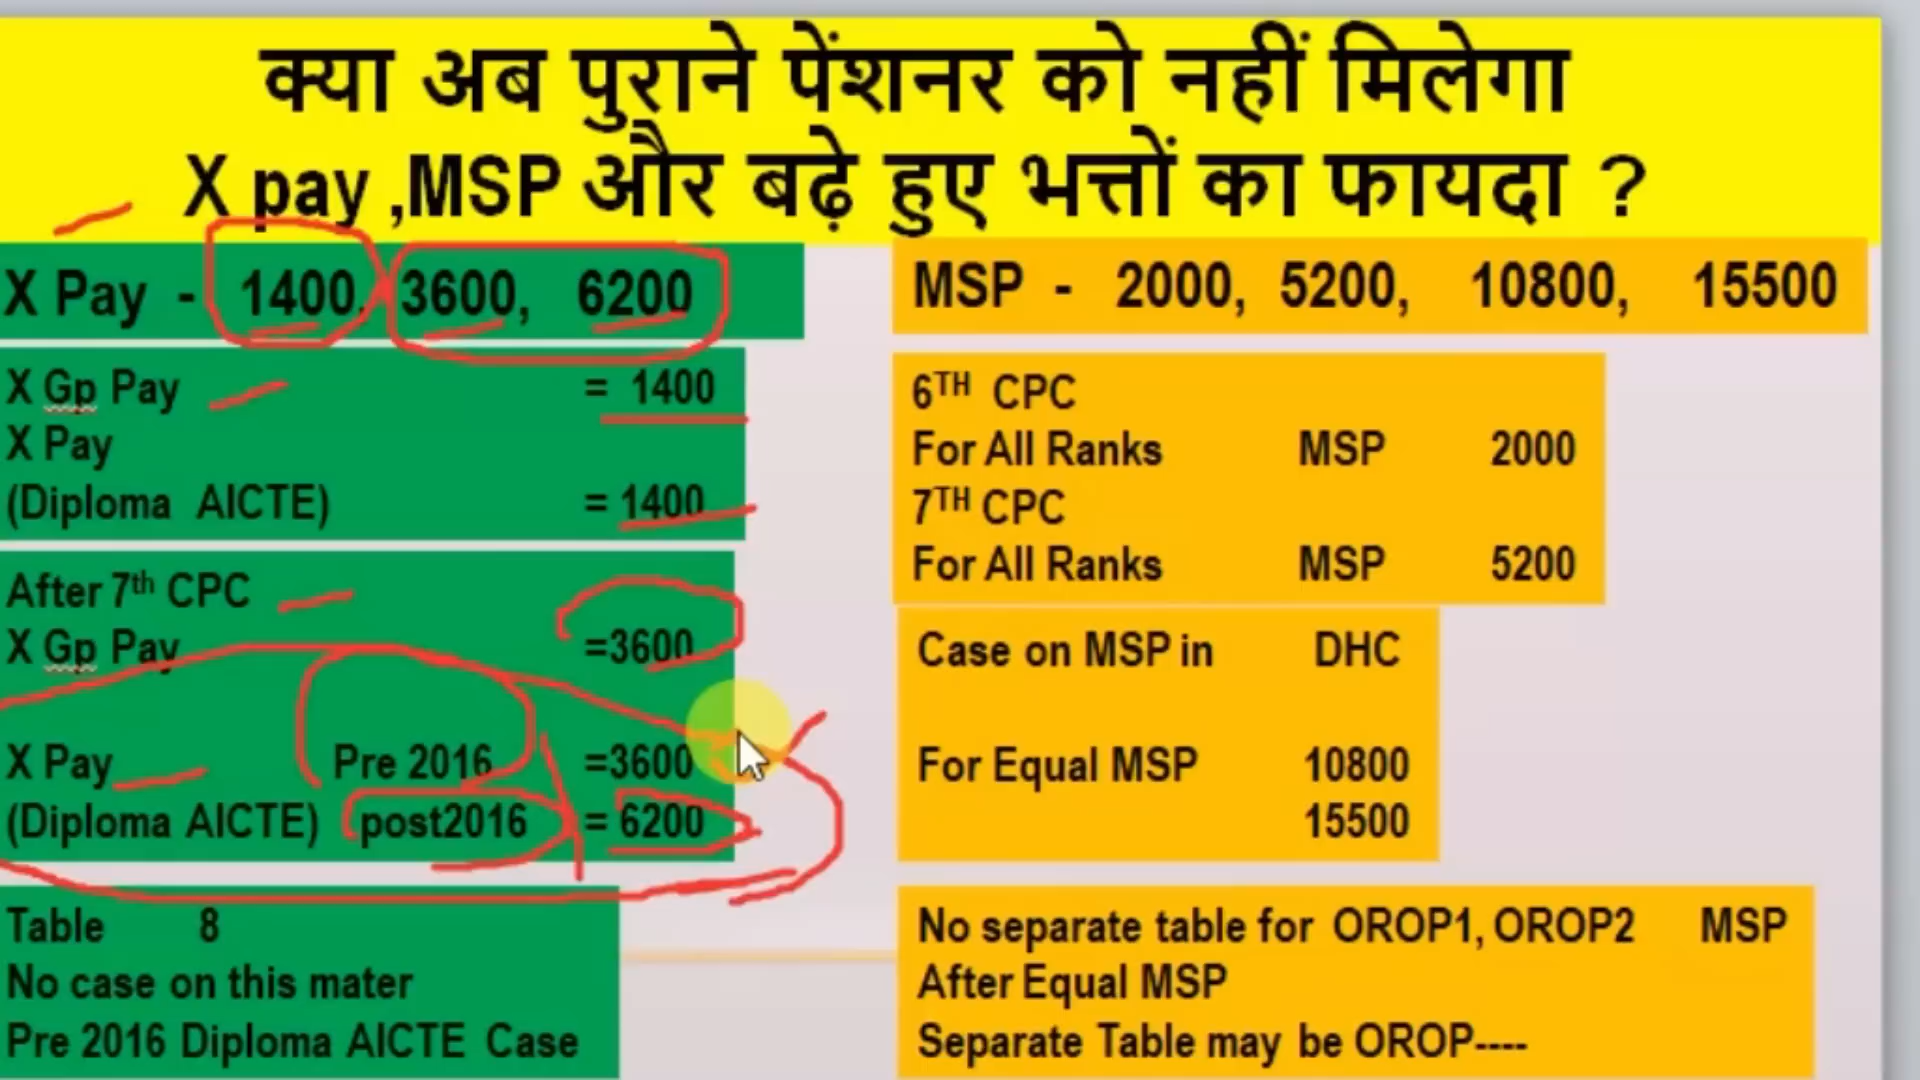 क्या अब पुराने पेंशनर को नहीं मिलेगा
X pay ,MSP और बढ़े हुए भत्तों का फायदा ?
X Pay - 1400, 3600, 6200
X Gp Pay = 1400
X Pay
(Diploma AICTE) = 1400
After 7th CPC
X Gp Pay =3600
X Pay Pre 2016 =3600
(Diploma AICTE) post2016 = 6200
Table 8
No case on this mater
Pre 2016 Diploma AICTE Case
MSP - 2000, 5200, 10800, 15500
6TH CPC
For All Ranks MSP 2000
7TH CPC
For All Ranks MSP 5200
Case on MSP in DHC
For Equal MSP 10800
15500
No separate table for OROP1, OROP2 MSP
After Equal MSP
Separate Table may be OROP----